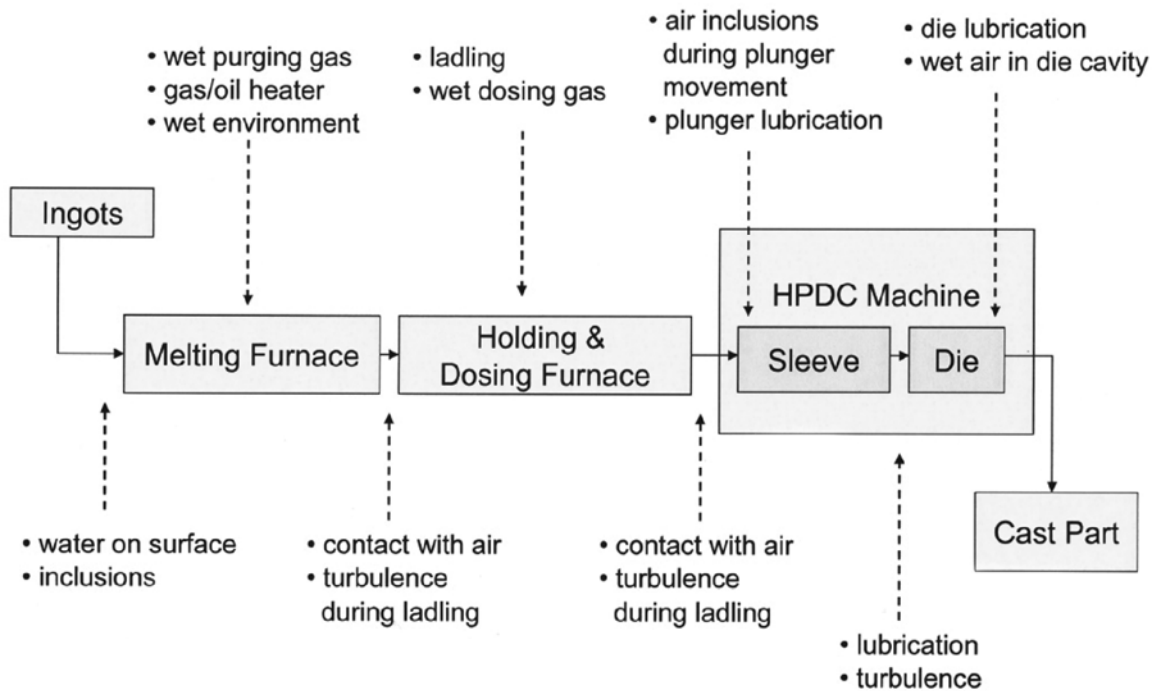 • wet purging gas
• gas/oil heater
• wet environment
• ladling
• wet dosing gas
• air inclusions
during plunger
movement
• plunger lubrication
• die lubrication
• wet air in die cavity
Ingots
HPDC Machine
Melting Furnace
Holding &
Dosing Furnace
Sleeve
Die
Cast Part
• water on surface
• inclusions
• contact with air
• turbulence
during ladling
• contact with air
• turbulence
during ladling
• lubrication
• turbulence